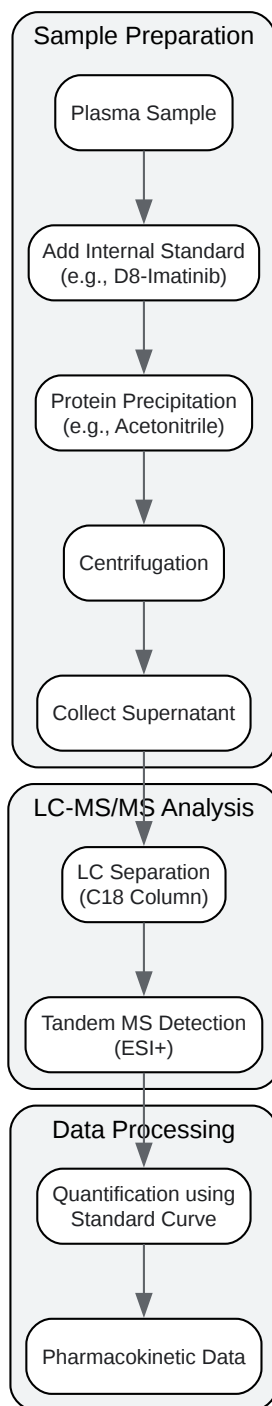 Sample Preparation
Plasma Sample
Add Internal Standard
(e.g., D8-Imatinib)
Protein Precipitation
(e.g., Acetonitrile)
Centrifugation
Collect Supernatant
LC-MS/MS Analysis
LC Separation
(C18 Column)
Tandem MS Detection
(ESI+)
Data Processing
Quantification using
Standard Curve
Pharmacokinetic Data